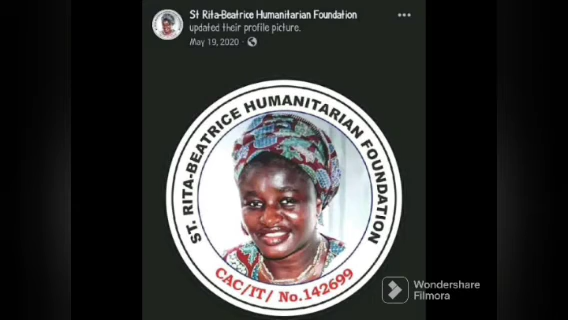 St Rita-Beatrice Humanitarian Foundation
updated their profile picture.
May 19, 2020
ST. RITA-BEATRICE HUMANITARIAN FOUNDATION
CAC/IT/ No.142699
Wondershare
Filmora